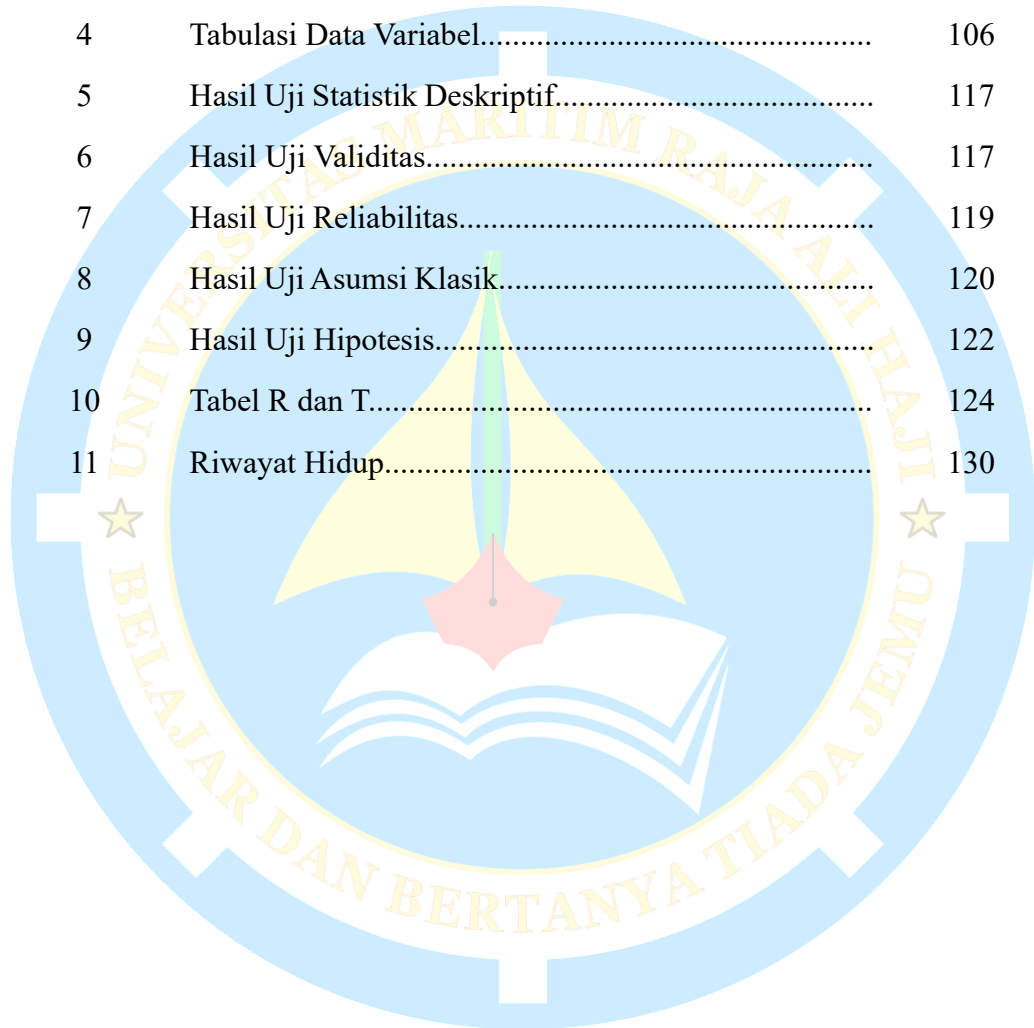 4 Tabulasi Data Variabel................................................. 106
5 Hasil Uji Statistik Deskriptif........................................ 117
6 Hasil Uji Validitas........................................................ 117
7 Hasil Uji Reliabilitas.................................................... 119
8 Hasil Uji Asumsi Klasik............................................... 120
9 Hasil Uji Hipotesis....................................................... 122
10 Tabel R dan T............................................................... 124
11 Riwayat Hidup............................................................. 130
UNIVERSITAS MARITIM RAJA ALI HAJI
BELAJAR DAN BERTANYA TIADA JEMU